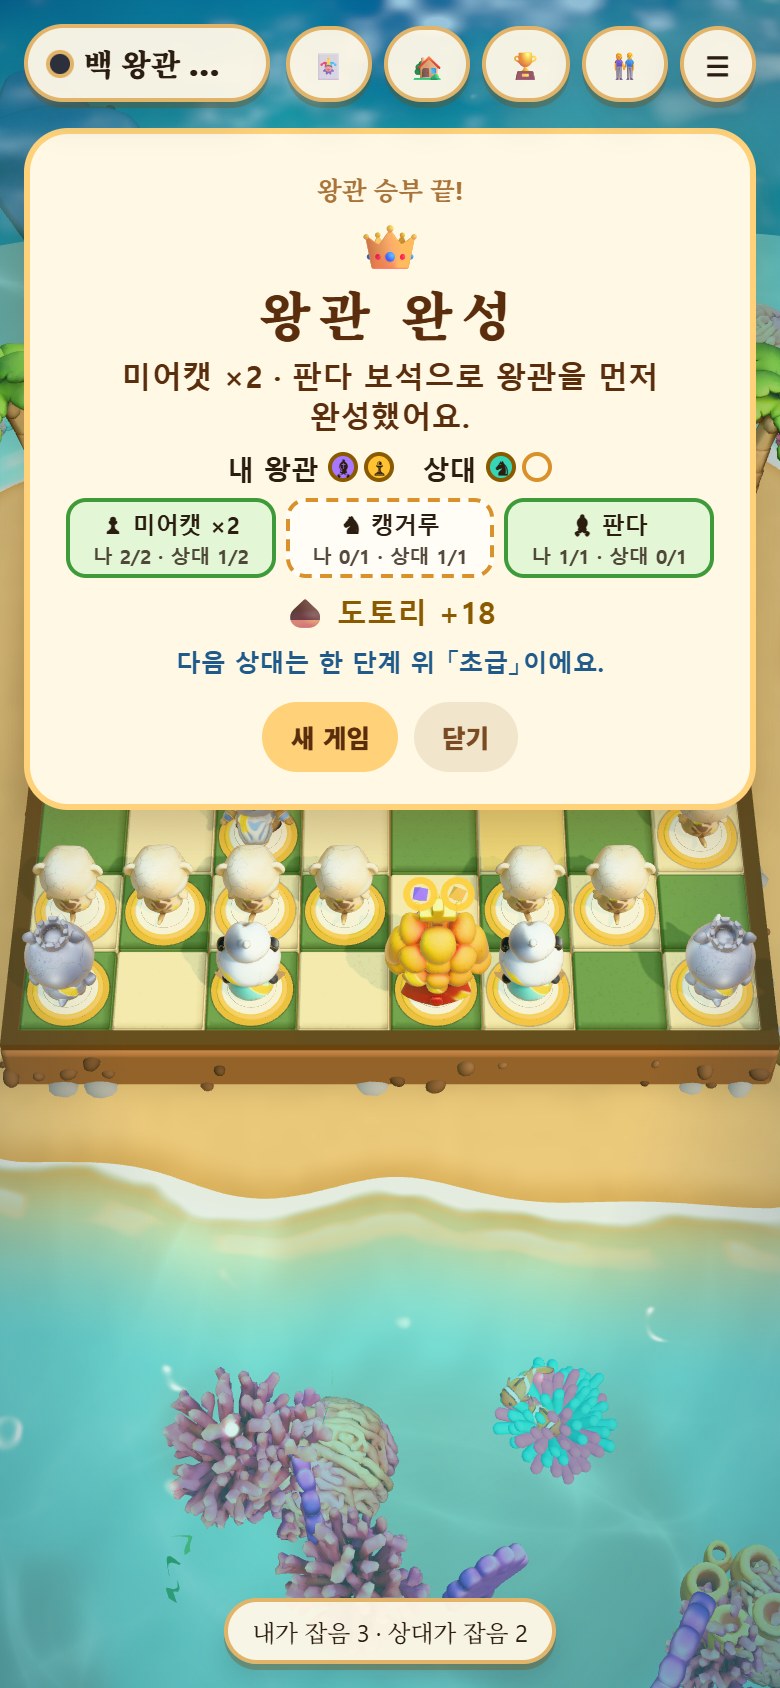 백 왕관 ...
왕관 승부 끝!
왕관 완성
미어캣 ×2 · 판다 보석으로 왕관을 먼저
완성했어요.
내 왕관 상대
미어캣 ×2
나 2/2 · 상대 1/2
캥거루
나 0/1 · 상대 1/1
판다
나 1/1 · 상대 0/1
도토리 +18
다음 상대는 한 단계 위 「초급」이에요.
새 게임 닫기
내가 잡음 3 · 상대가 잡음 2